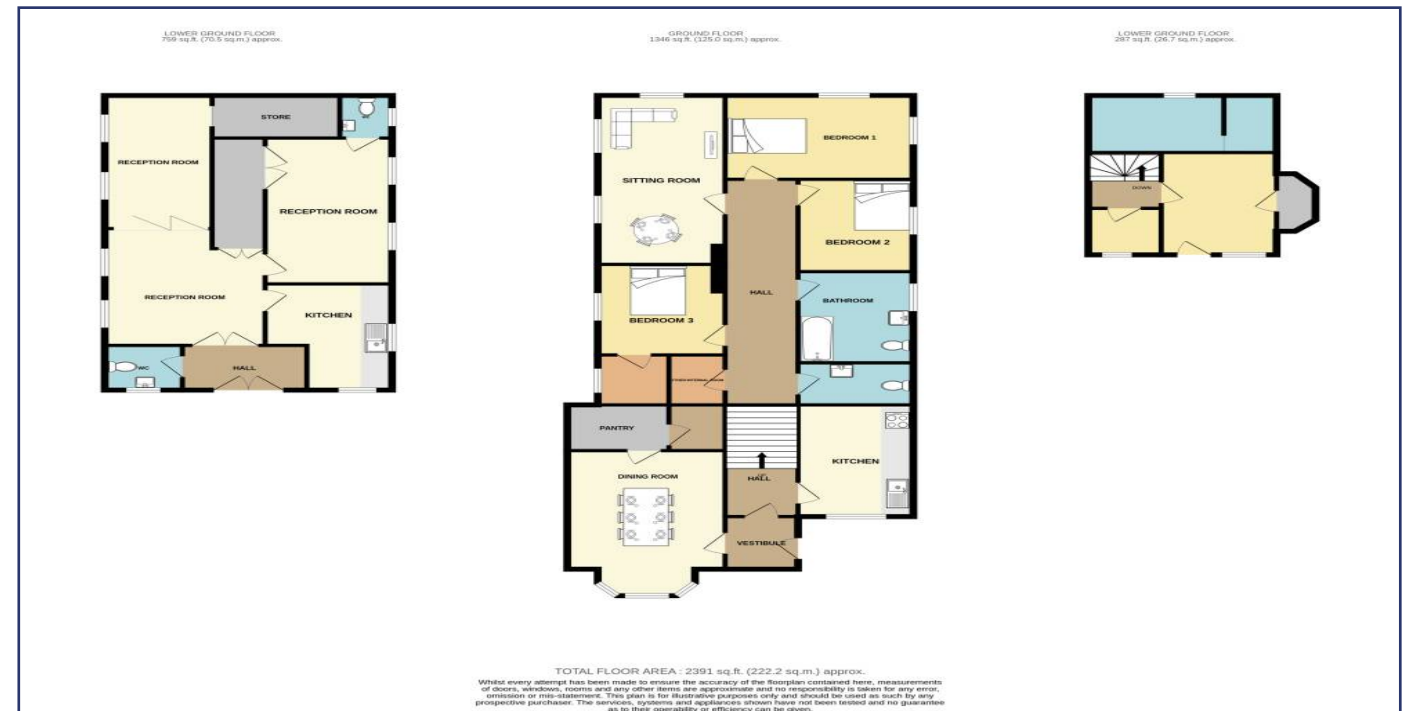 LOWER GROUND FLOOR
759 sq.ft. (70.5 sq.m.) approx.
GROUND FLOOR
1346 sq.ft. (125.0 sq.m.) approx.
LOWER GROUND FLOOR
287 sq.ft. (26.7 sq.m.) approx.
STORE
RECEPTION ROOM
RECEPTION ROOM
RECEPTION ROOM
KITCHEN
WC
HALL
BEDROOM 1
SITTING ROOM
BEDROOM 2
HALL
BATHROOM
BEDROOM 3
PANTRY
KITCHEN
DINING ROOM
UP
HALL
VESTIBULE
DOWN
TOTAL FLOOR AREA : 2391 sq.ft. (222.2 sq.m.) approx.
Whilst every attempt has been made to ensure the accuracy of the floorplan contained here, measurements
of doors, windows, rooms and any other items are approximate and no responsibility is taken for any error,
omission or mis-statement. This plan is for illustrative purposes only and should be used as such by any
prospective purchaser. The services, systems and appliances shown have not been tested and no guarantee
as to their operability or efficiency can be given.